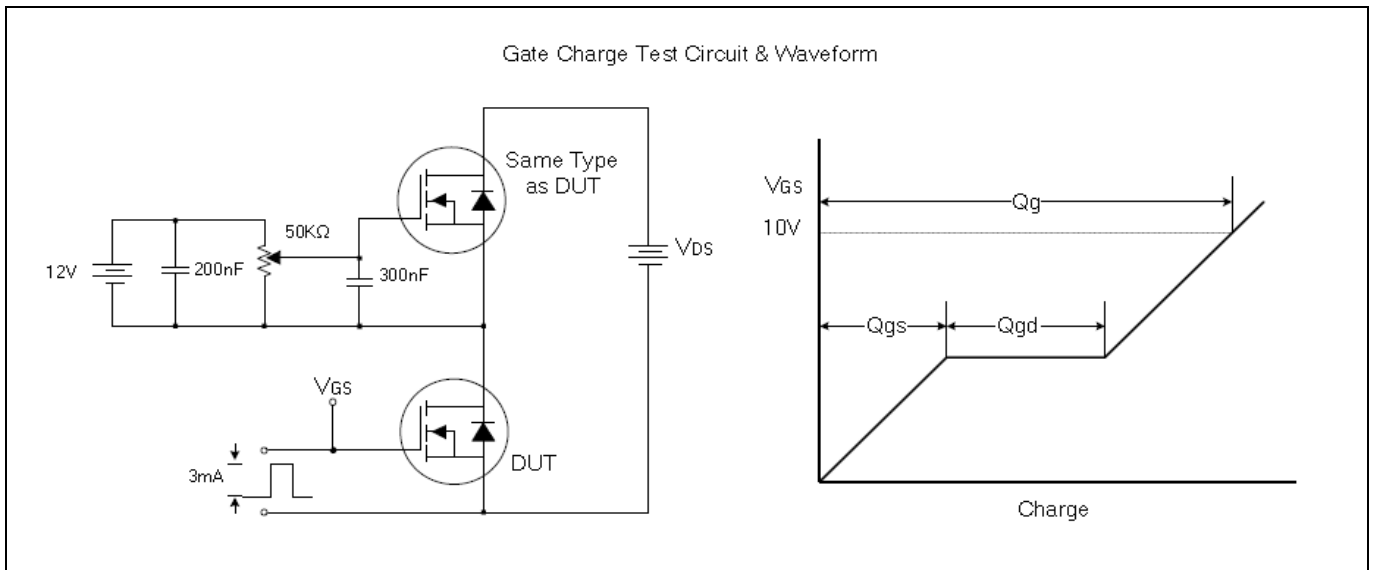 Gate Charge Test Circuit & Waveform
Same Type
as DUT
50KΩ
12V
200nF
300nF
VDS
VGS
3mA
DUT
VGS
10V
Qg
Qgs
Qgd
Charge